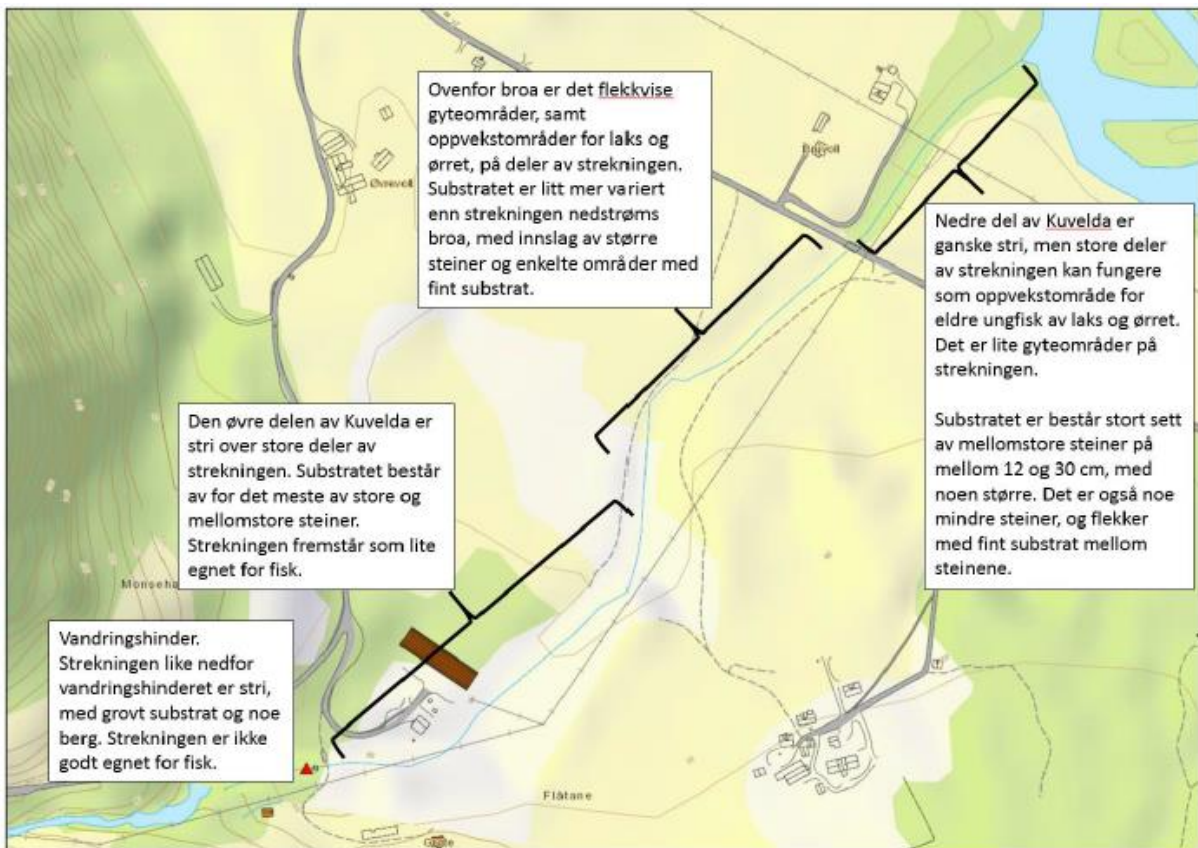 Ovenfor broa er det flekkvise
gyteområder, samt
oppvekstområder for laks og
ørret, på deler av strekningen.
Substratet er litt mer variert
enn strekningen nedstrøms
broa, med innslag av større
steiner og enkelte områder med
fint substrat.
Øvrevoll
Nedre del av Kuvelda er
ganske stri, men store deler
av strekningen kan fungere
som oppvekstområde for
eldre ungfisk av laks og ørret.
Det er lite gyteområder på
strekningen.
Substratet er består stort sett
av mellomstore steiner på
mellom 12 og 30 cm, med
noen større. Det er også noe
mindre steiner, og flekker
med fint substrat mellom
steinene.
Den øvre delen av Kuvelda er
stri over store deler av
strekningen. Substratet består
av for det meste av store og
mellomstore steiner.
Strekningen fremstår som lite
egnet for fisk.
Vandringshinder.
Strekningen like nedfor
vandringshinderet er stri,
med grovt substrat og noe
berg. Strekningen er ikke
godt egnet for fisk.
Flåtane